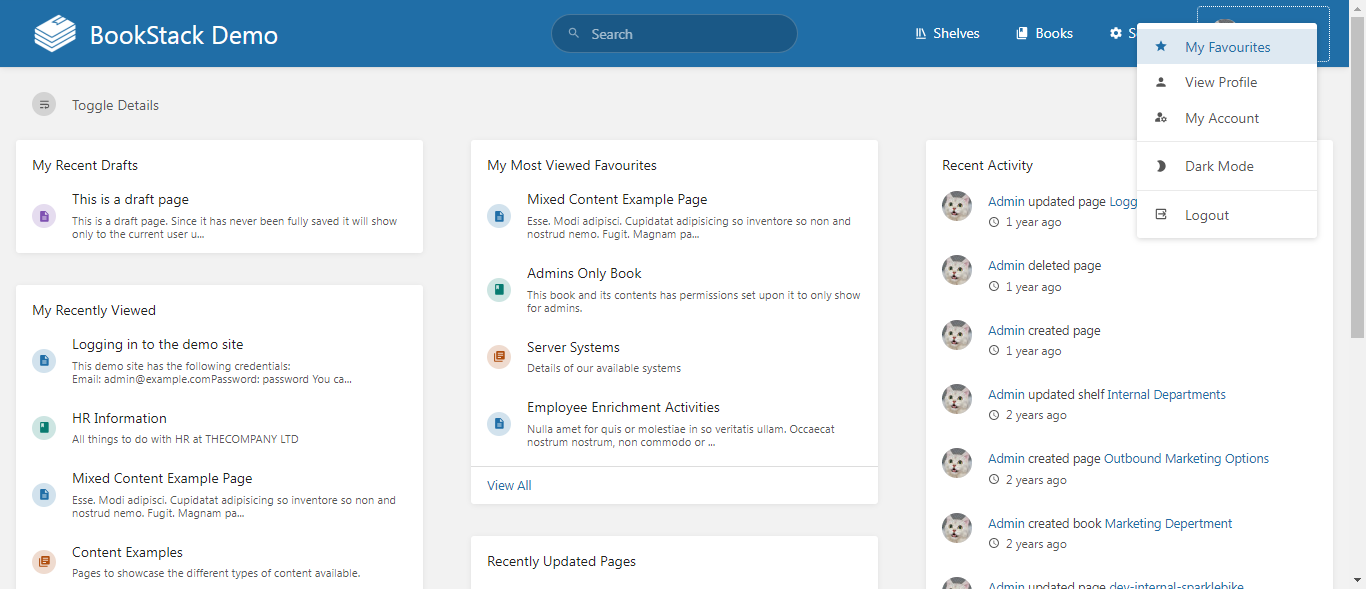 BookStack Demo
Search
Shelves
Books
My Favourites
View Profile
My Account
Dark Mode
Logout
Toggle Details
My Recent Drafts
This is a draft page
This is a draft page. Since it has never been fully saved it will show
only to the current user u...
My Recently Viewed
Logging in to the demo site
This demo site has the following credentials:
Email: admin@example.comPassword: password You ca...
HR Information
All things to do with HR at THECOMPANY LTD
Mixed Content Example Page
Esse. Modi adipisci. Cupidatat adipisicing so inventore so non and
nostrud nemo. Fugit. Magnam pa...
Content Examples
Pages to showcase the different types of content available.
My Most Viewed Favourites
Mixed Content Example Page
Esse. Modi adipisci. Cupidatat adipisicing so inventore so non and
nostrud nemo. Fugit. Magnam pa...
Admins Only Book
This book and its contents has permissions set upon it to only show
for admins.
Server Systems
Details of our available systems
Employee Enrichment Activities
Nulla amet for quis or molestiae in so veritatis ullam. Occaecat
nostrum nostrum, non commodo or ...
View All
Recently Updated Pages
Recent Activity
Admin updated page Logg
1 year ago
Admin deleted page
1 year ago
Admin created page
1 year ago
Admin updated shelf Internal Departments
2 years ago
Admin created page Outbound Marketing Options
2 years ago
Admin created book Marketing Depertment
2 years ago
Admin updated page dev-internal-sparklebike